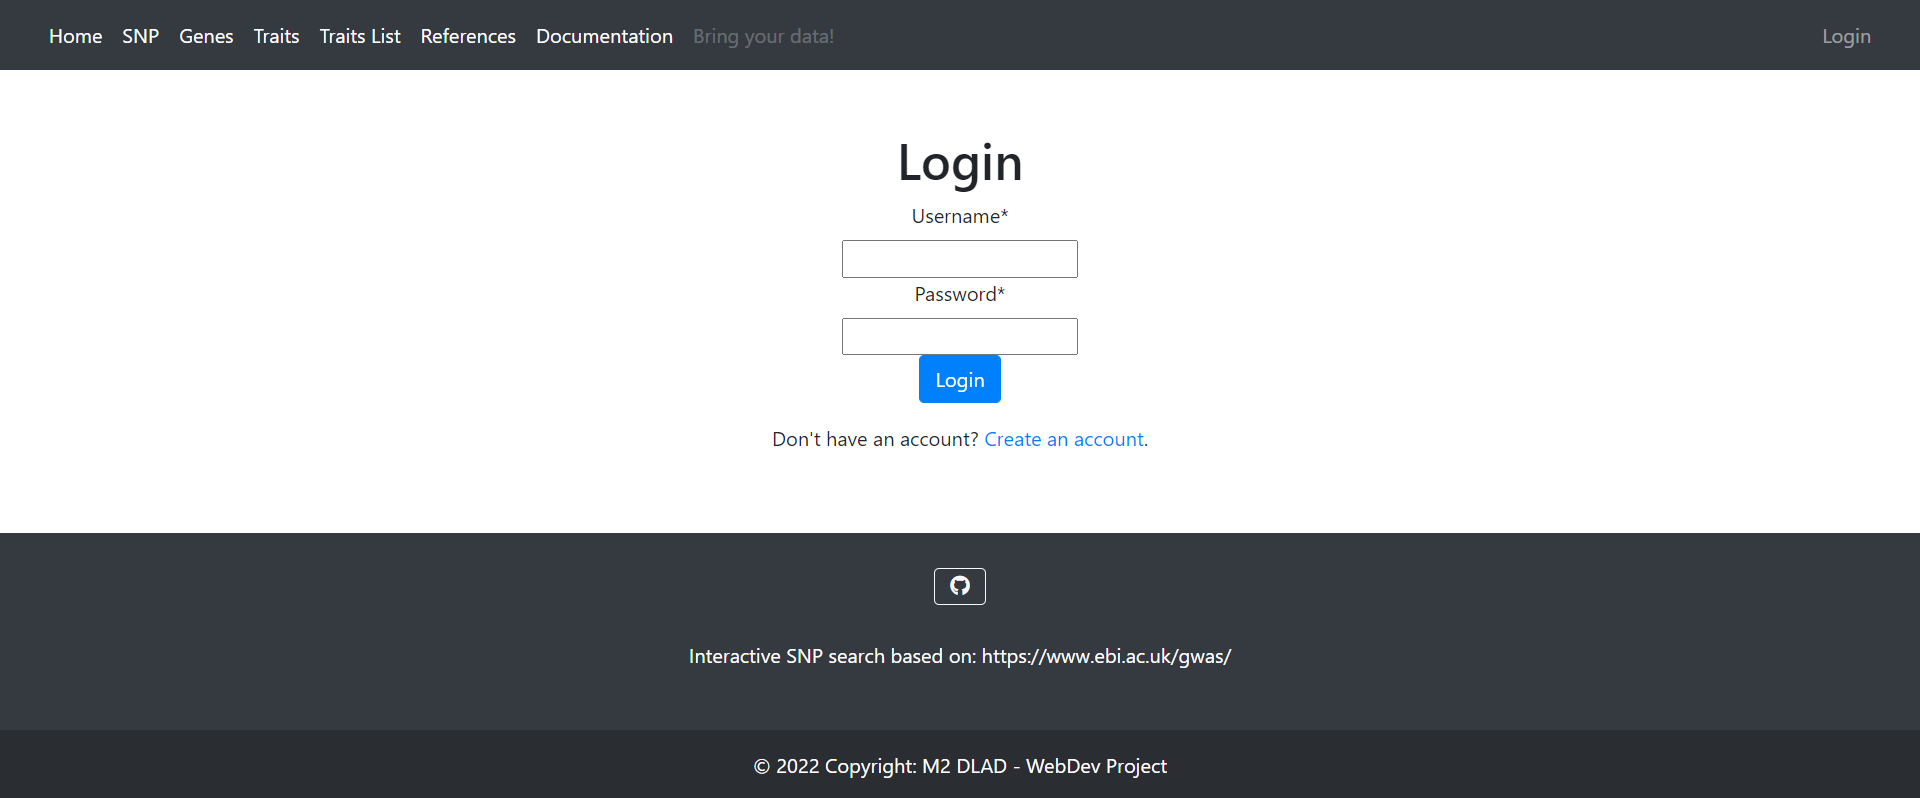 Home SNP Genes Traits Traits List References Documentation Bring your data! Login
Login
Username*
Password*
Login
Don't have an account? Create an account.
Interactive SNP search based on: https://www.ebi.ac.uk/gwas/
© 2022 Copyright: M2 DLAD - WebDev Project